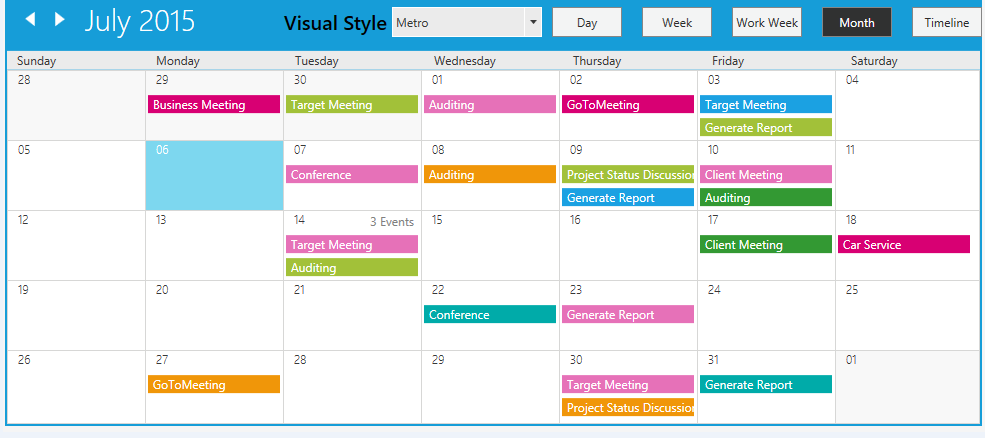 July 2015 Visual Style Metro Day Week Work Week Month Timeline
Sunday Monday Tuesday Wednesday Thursday Friday Saturday
28 29 30 01 02 03 04
Business Meeting Target Meeting Auditing GoToMeeting Target Meeting
Generate Report
05 06 07 08 09 10 11
Conference Auditing Project Status Discussion Client Meeting
Generate Report Auditing
12 13 14 3 Events 15 16 17 18
Target Meeting Client Meeting Car Service
Auditing
19 20 21 22 23 24 25
Conference Generate Report
26 27 28 29 30 31 01
GoToMeeting Target Meeting Generate Report
Project Status Discussion